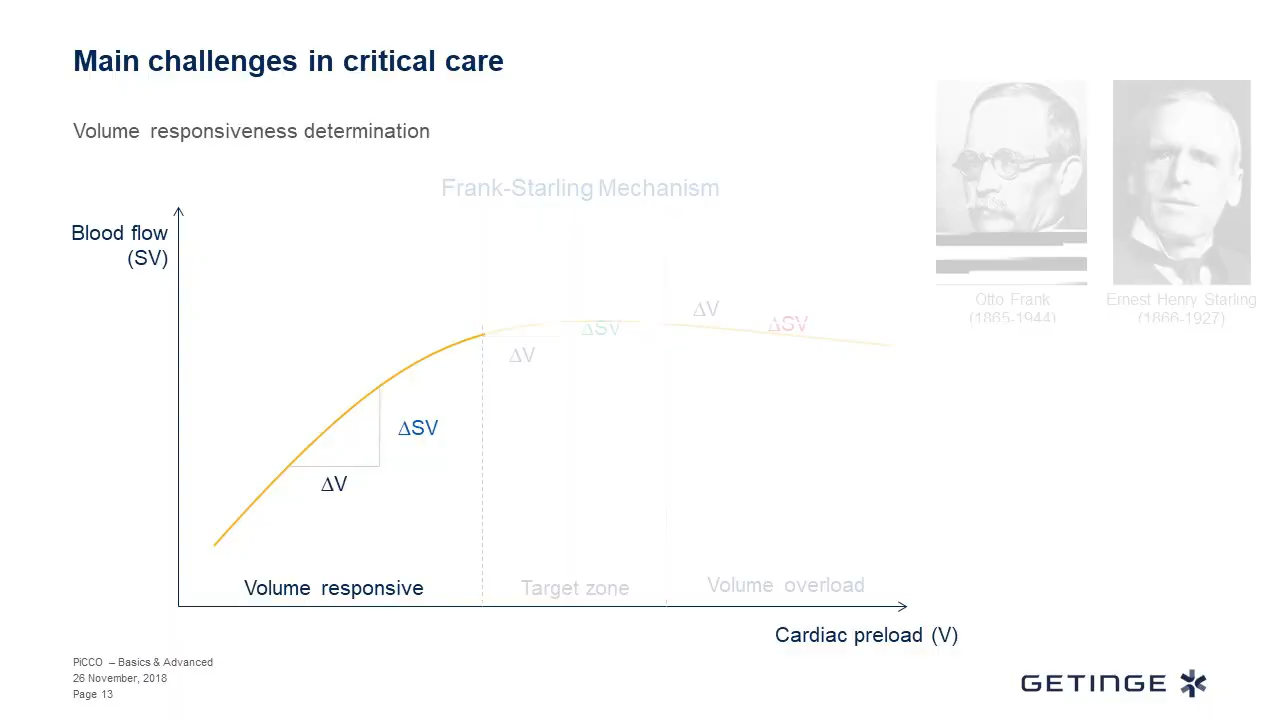 Main challenges in critical care
Volume responsiveness determination
Frank-Starling Mechanism
Blood flow
(SV)
Otto Frank
(1865-1944)
Ernest Henry Starling
(1866-1927)
ΔV
ΔSV
ΔSV
ΔV
ΔSV
ΔV
Volume responsive
Target zone
Volume overload
Cardiac preload (V)
PiCCO – Basics & Advanced
26 November, 2018
Page 13
GETINGE